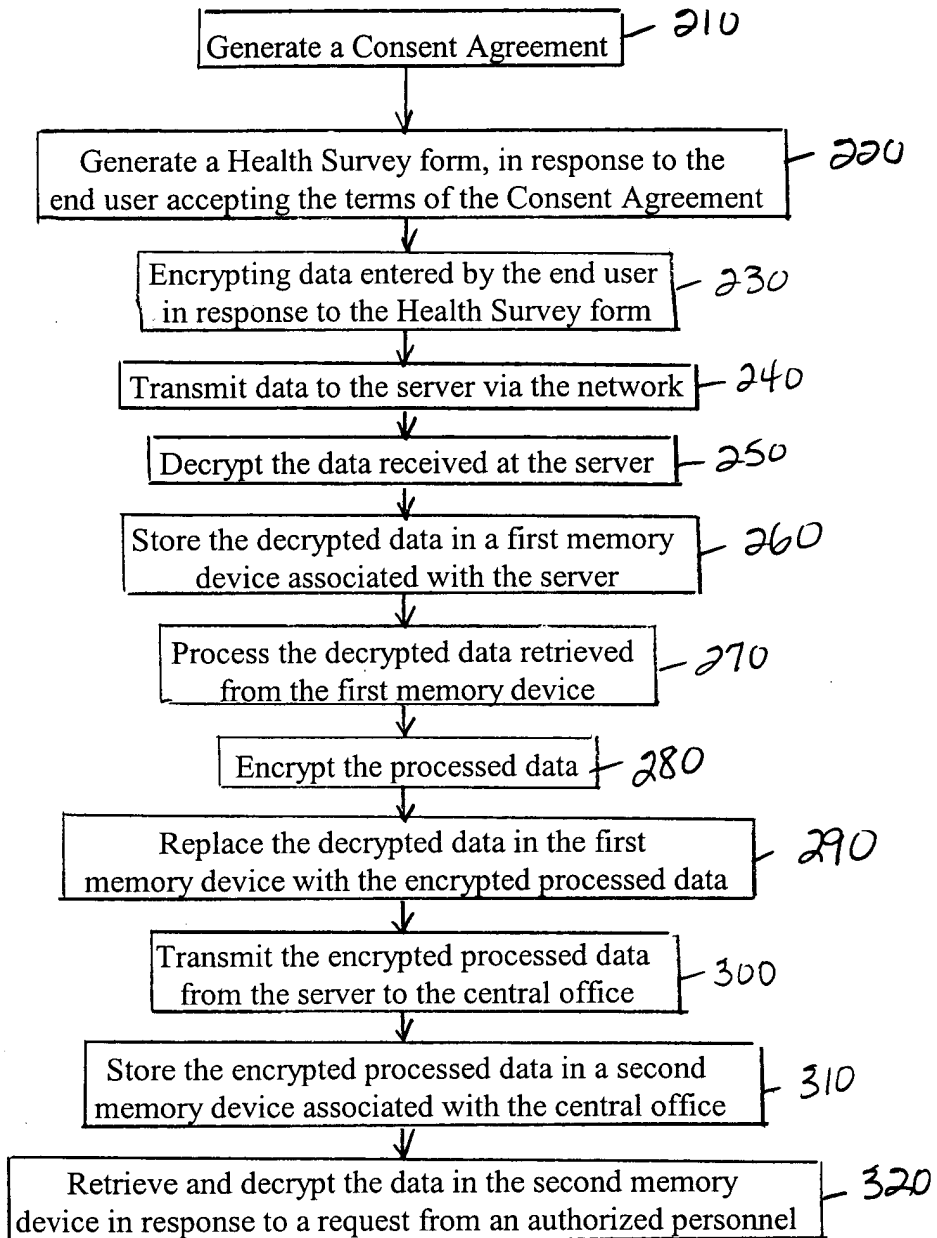 Generate a Consent Agreement 210
Generate a Health Survey form, in response to the
end user accepting the terms of the Consent Agreement 220
Encrypting data entered by the end user
in response to the Health Survey form 230
Transmit data to the server via the network 240
Decrypt the data received at the server 250
Store the decrypted data in a first memory
device associated with the server 260
Process the decrypted data retrieved
from the first memory device 270
Encrypt the processed data 280
Replace the decrypted data in the first
memory device with the encrypted processed data 290
Transmit the encrypted processed data
from the server to the central office 300
Store the encrypted processed data in a second
memory device associated with the central office 310
Retrieve and decrypt the data in the second memory
device in response to a request from an authorized personnel 320